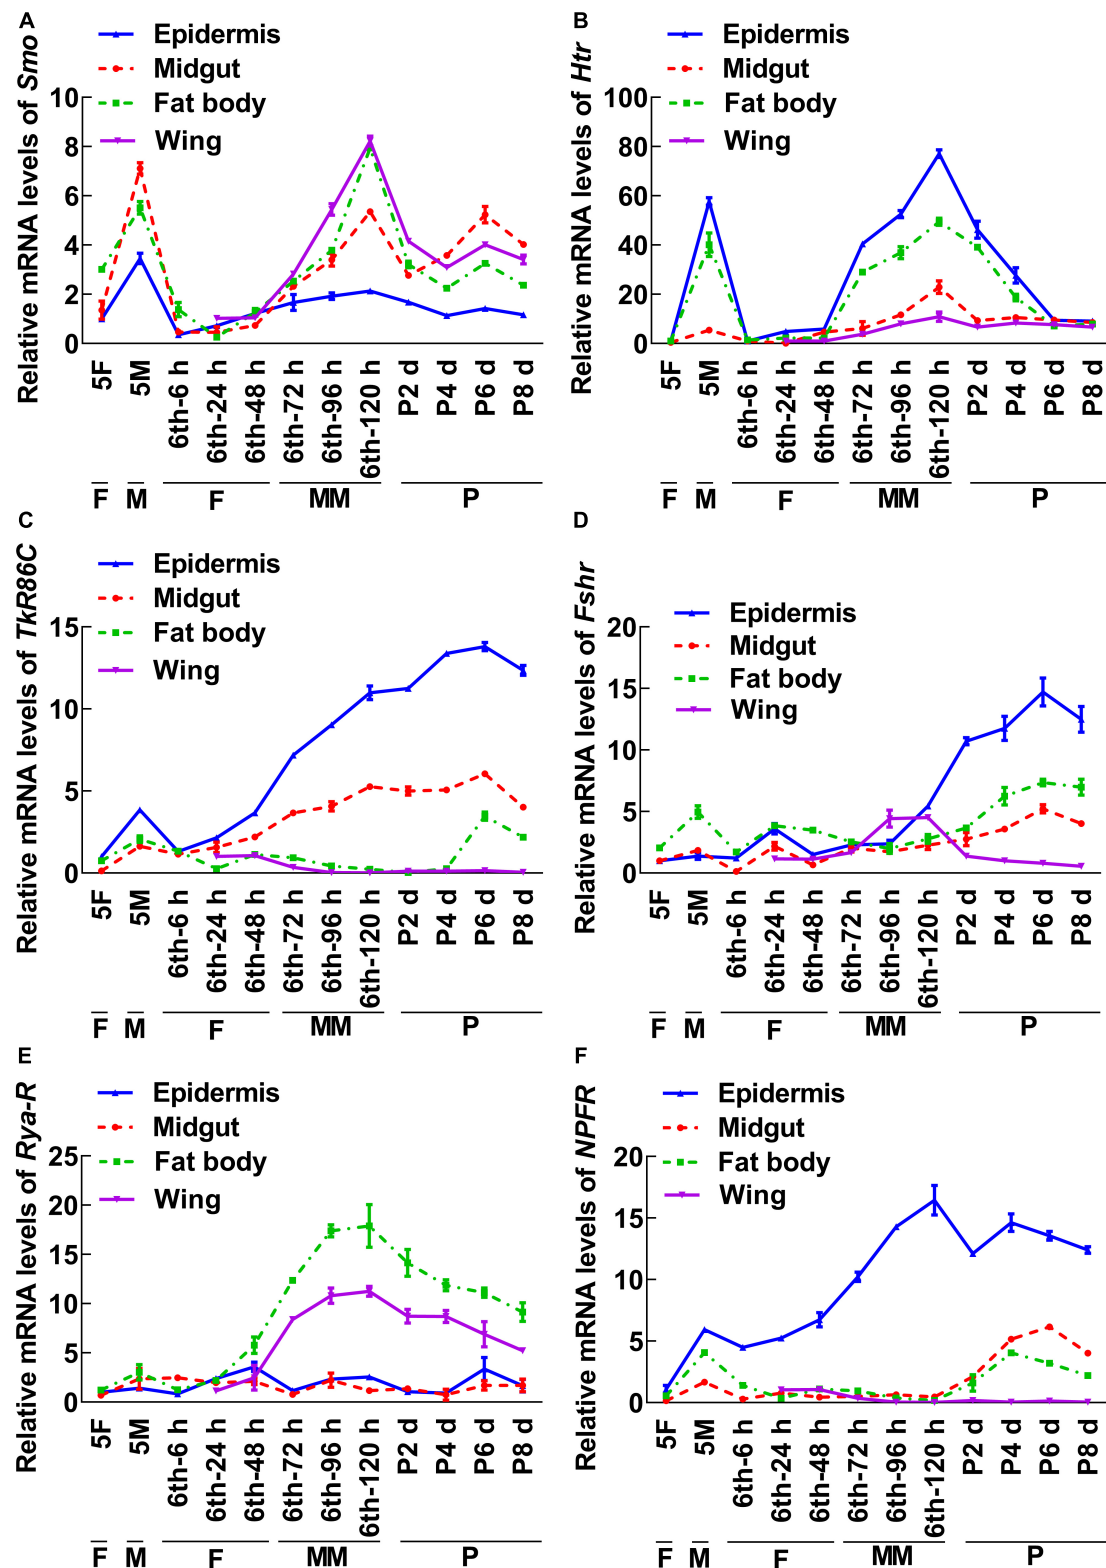 A
Relative mRNA levels of Smo
Epidermis
Midgut
Fat body
Wing
10
8
6
4
2
0
5F
5M
6th-6 h
6th-24 h
6th-48 h
6th-72 h
6th-96 h
6th-120 h
P2 d
P4 d
P6 d
P8 d
F
M
F
MM
P
B
Relative mRNA levels of Htr
Epidermis
Midgut
Fat body
Wing
100
80
60
40
20
0
5F
5M
6th-6 h
6th-24 h
6th-48 h
6th-72 h
6th-96 h
6th-120 h
P2 d
P4 d
P6 d
P8 d
F
M
F
MM
P
C
Relative mRNA levels of TkR86C
Epidermis
Midgut
Fat body
Wing
15
10
5
0
5F
5M
6th-6 h
6th-24 h
6th-48 h
6th-72 h
6th-96 h
6th-120 h
P2 d
P4 d
P6 d
P8 d
F
M
F
MM
P
D
Relative mRNA levels of Fshr
Epidermis
Midgut
Fat body
Wing
20
15
10
5
0
5F
5M
6th-6 h
6th-24 h
6th-48 h
6th-72 h
6th-96 h
6th-120 h
P2 d
P4 d
P6 d
P8 d
F
M
F
MM
P
E
Relative mRNA levels of Rya-R
Epidermis
Midgut
Fat body
Wing
25
20
15
10
5
0
5F
5M
6th-6 h
6th-24 h
6th-48 h
6th-72 h
6th-96 h
6th-120 h
P2 d
P4 d
P6 d
P8 d
F
M
F
MM
P
F
Relative mRNA levels of NPFR
Epidermis
Midgut
Fat body
Wing
20
15
10
5
0
5F
5M
6th-6 h
6th-24 h
6th-48 h
6th-72 h
6th-96 h
6th-120 h
P2 d
P4 d
P6 d
P8 d
F
M
F
MM
P